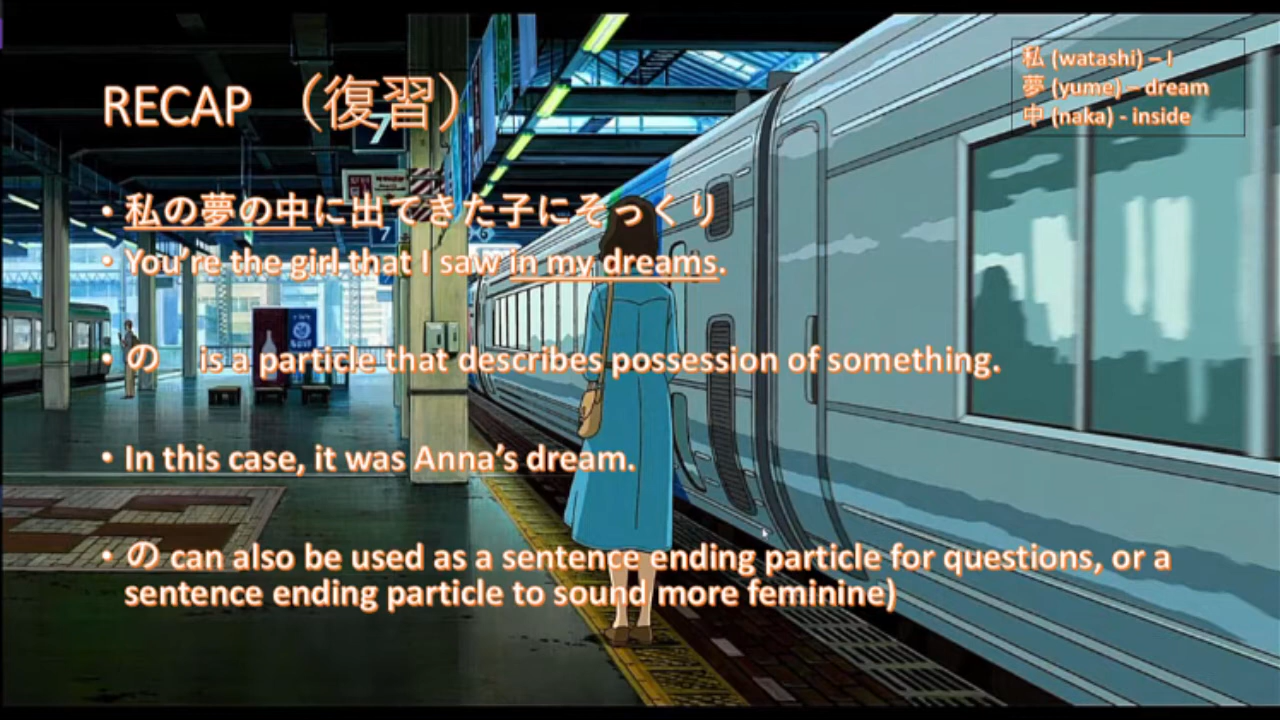 RECAP （復習）
私 (watashi) – I
夢 (yume) – dream
中 (naka) - inside
• 私の夢の中に出てきた子にそっくり
• You're the girl that I saw in my dreams.
• の is a particle that describes possession of something.
• In this case, it was Anna's dream.
• の can also be used as a sentence ending particle for questions, or a
sentence ending particle to sound more feminine)
7
7
6